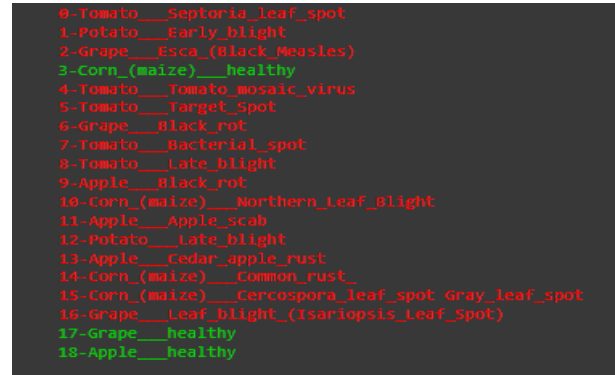 0-Tomato___Septoria_leaf_spot
1-Potato___Early_blight
2-Grape___Esca_(Black_Measles)
3-Corn_(maize)___healthy
4-Tomato___Tomato_mosaic_virus
5-Tomato___Target_Spot
6-Grape___Black_rot
7-Tomato___Bacterial_spot
8-Tomato___Late_blight
9-Apple___Black_rot
10-Corn_(maize)___Northern_Leaf_Blight
11-Apple___Apple_scab
12-Potato___Late_blight
13-Apple___Cedar_apple_rust
14-Corn_(maize)___Common_rust_
15-Corn_(maize)___Cercospora_leaf_spot Gray_leaf_spot
16-Grape___Leaf_blight_(Isariopsis_Leaf_Spot)
17-Grape___healthy
18-Apple___healthy